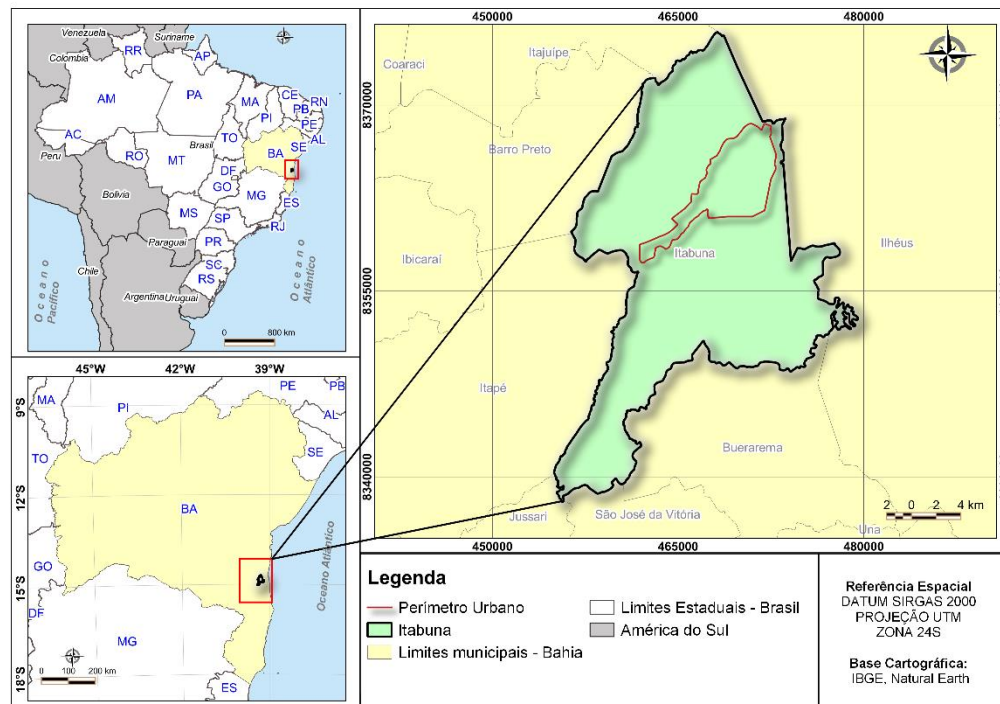 Venezuela
Suriname
Colombia
RR
AP
AM
PA
MA
CE
RN
PB
PI
PE
AL
AC
TO
SE
RO
Peru
Brasil
MT
BA
DF
GO
Bolivia
MG
ES
MS
SP
RJ
Paraguai
PR
Chile
SC
RS
Argentina
Uruguai
Oceano
Pacífico
Oceano
Atlântico
0 800 km
45°W 42°W 39°W
9°S
12°S
15°S
18°S
MA
PI
PE
PB
AL
SE
TO
BA
GO
DF
MG
ES
Oceano Atlântico
0 100 200 km
450000 465000 480000
8370000
8355000
8340000
Coaraci
Itajuípe
Barro Preto
Ilhéus
Ibicaraí
Itabuna
Itapé
Buerarema
Jussari
São José da Vitória
Una
2 0 2 4 km
450000 465000 480000
Legenda
Perímetro Urbano
Itabuna
Limites municipais - Bahia
Limites Estaduais - Brasil
América do Sul
Referência Espacial
DATUM SIRGAS 2000
PROJEÇÃO UTM
ZONA 24S
Base Cartográfica:
IBGE, Natural Earth